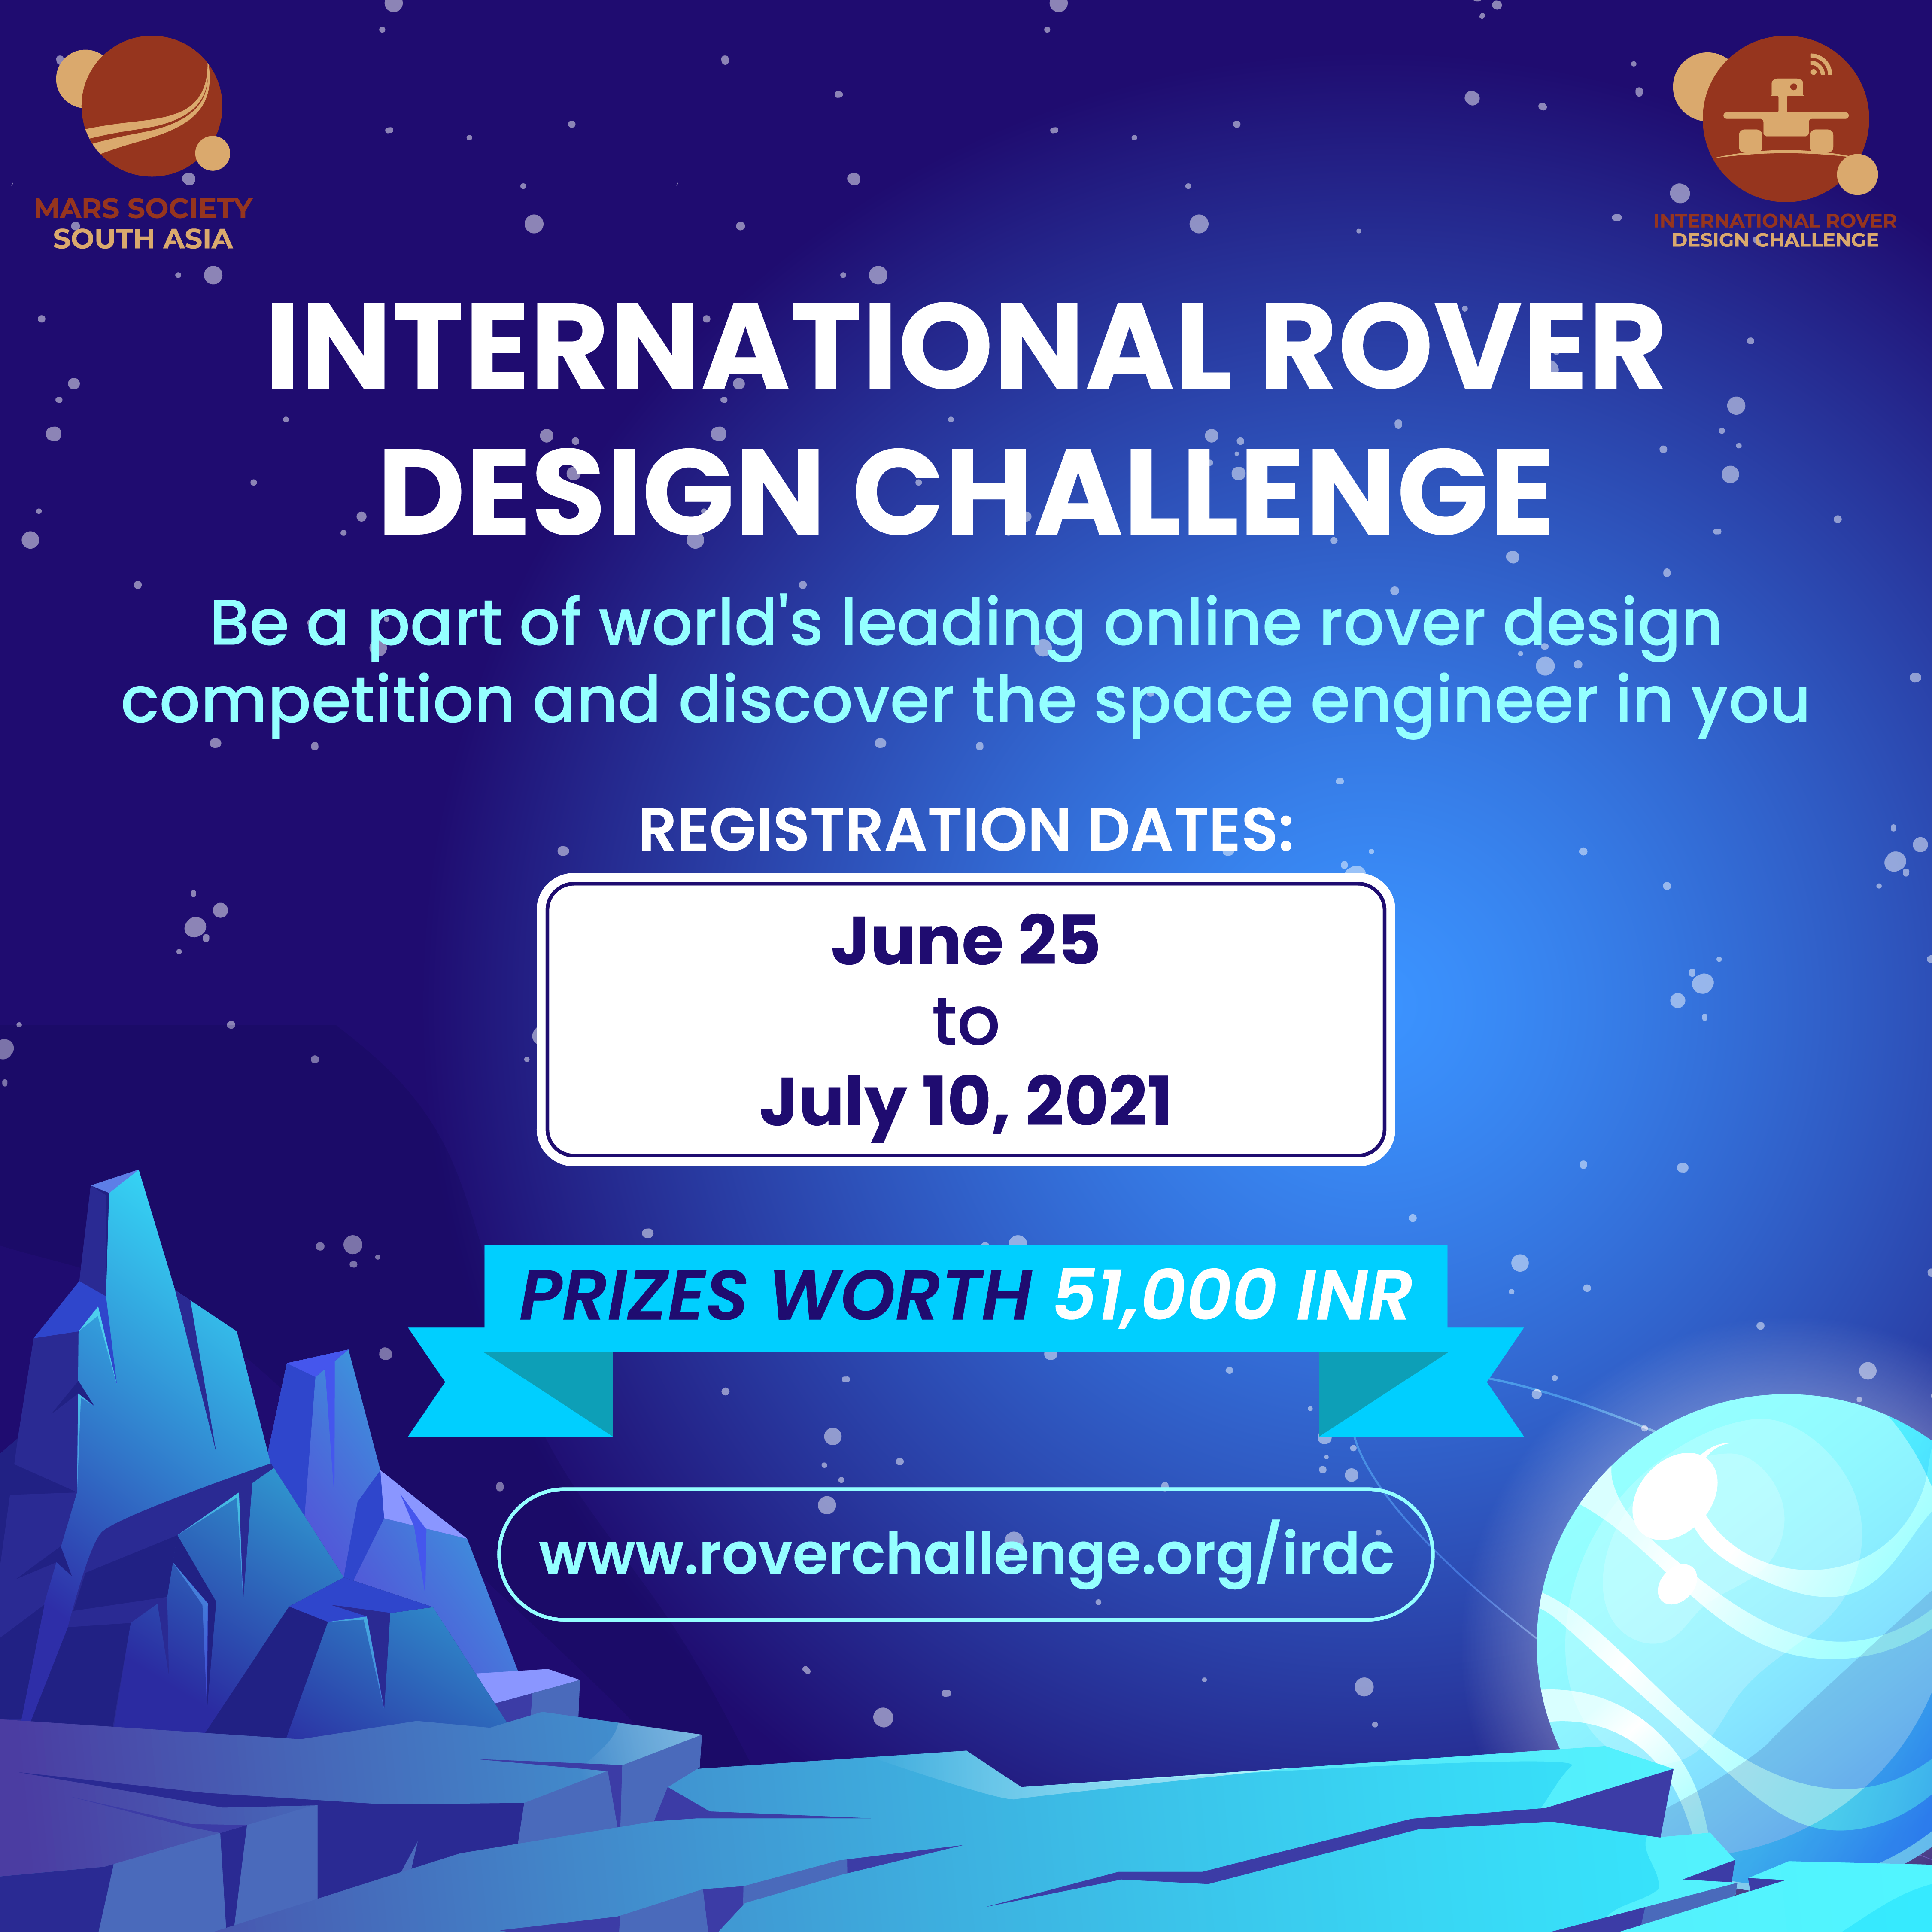 MARS SOCIETY
SOUTH ASIA
INTERNATIONAL ROVER
DESIGN CHALLENGE
INTERNATIONAL ROVER
DESIGN CHALLENGE
Be a part of world's leading online rover design
competition and discover the space engineer in you
REGISTRATION DATES:
June 25
to
July 10, 2021
PRIZES WORTH 51,000 INR
www.roverchallenge.org/irdc